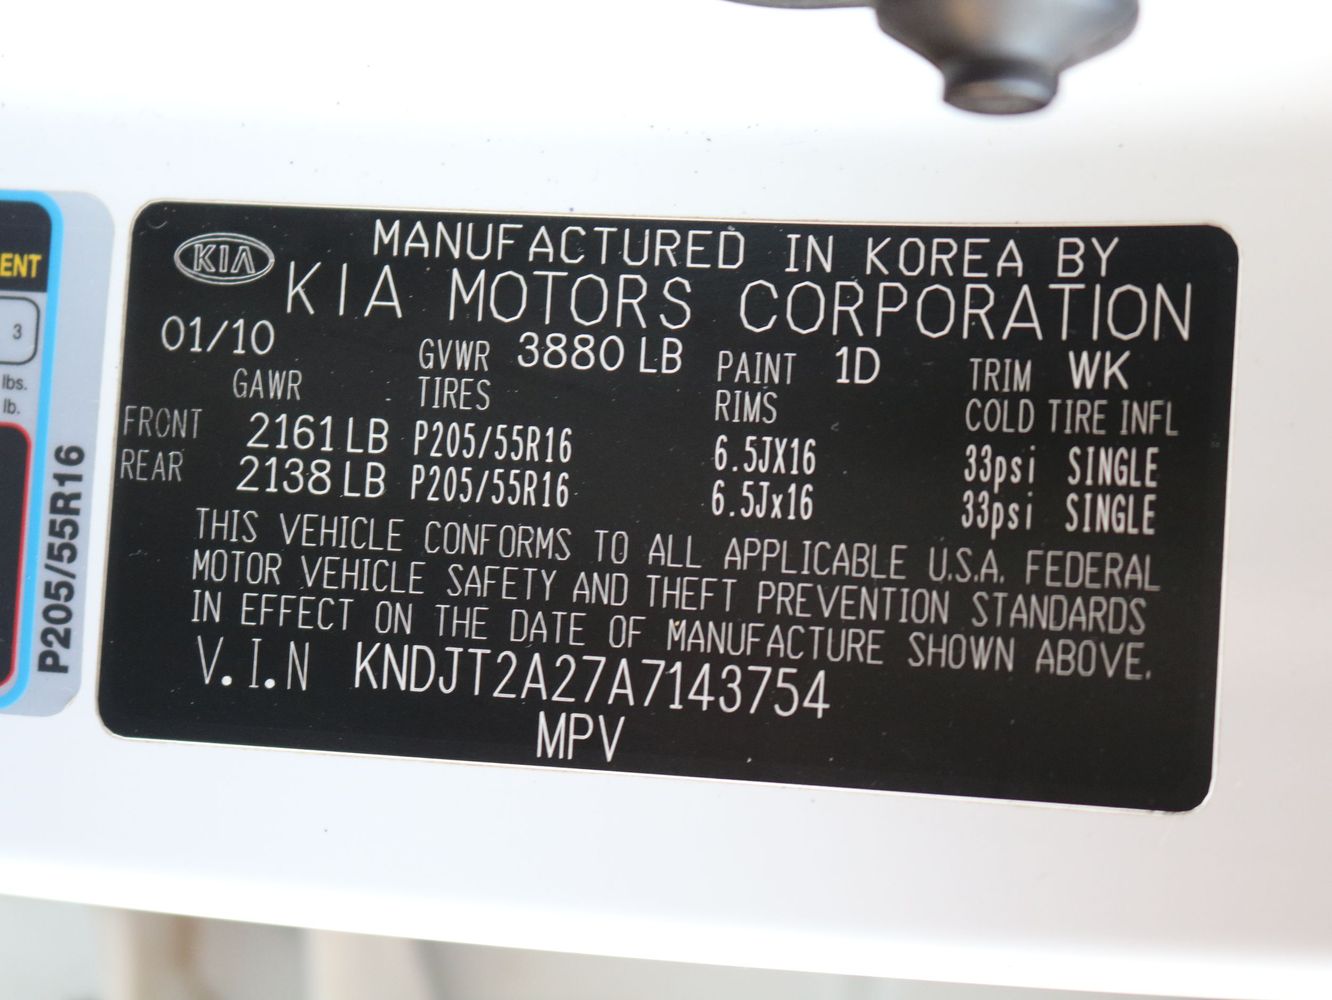 ENT
3
lbs.
lb.
P205/55R16
KIA
MANUFACTURED IN KOREA BY
KIA MOTORS CORPORATION
01/10 GVWR 3880 LB PAINT 1D TRIM WK
GAWR TIRES RIMS COLD TIRE INFL
FRONT 2161 LB P205/55R16 6.5JX16 33psi SINGLE
REAR 2138 LB P205/55R16 6.5Jx16 33psi SINGLE
THIS VEHICLE CONFORMS TO ALL APPLICABLE U.S.A. FEDERAL
MOTOR VEHICLE SAFETY AND THEFT PREVENTION STANDARDS
IN EFFECT ON THE DATE OF MANUFACTURE SHOWN ABOVE.
V.I.N KNDJT2A27A7143754
MPV